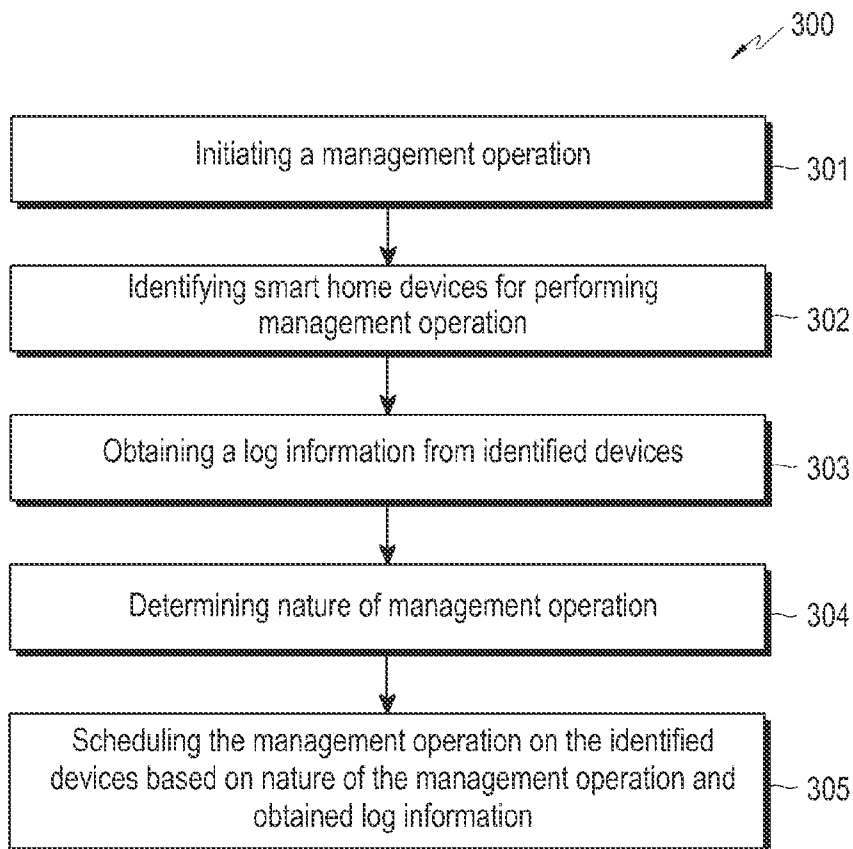 300
Initiating a management operation
301
Identifying smart home devices for performing
management operation
302
Obtaining a log information from identified devices
303
Determining nature of management operation
304
Scheduling the management operation on the identified
devices based on nature of the management operation and
obtained log information
305